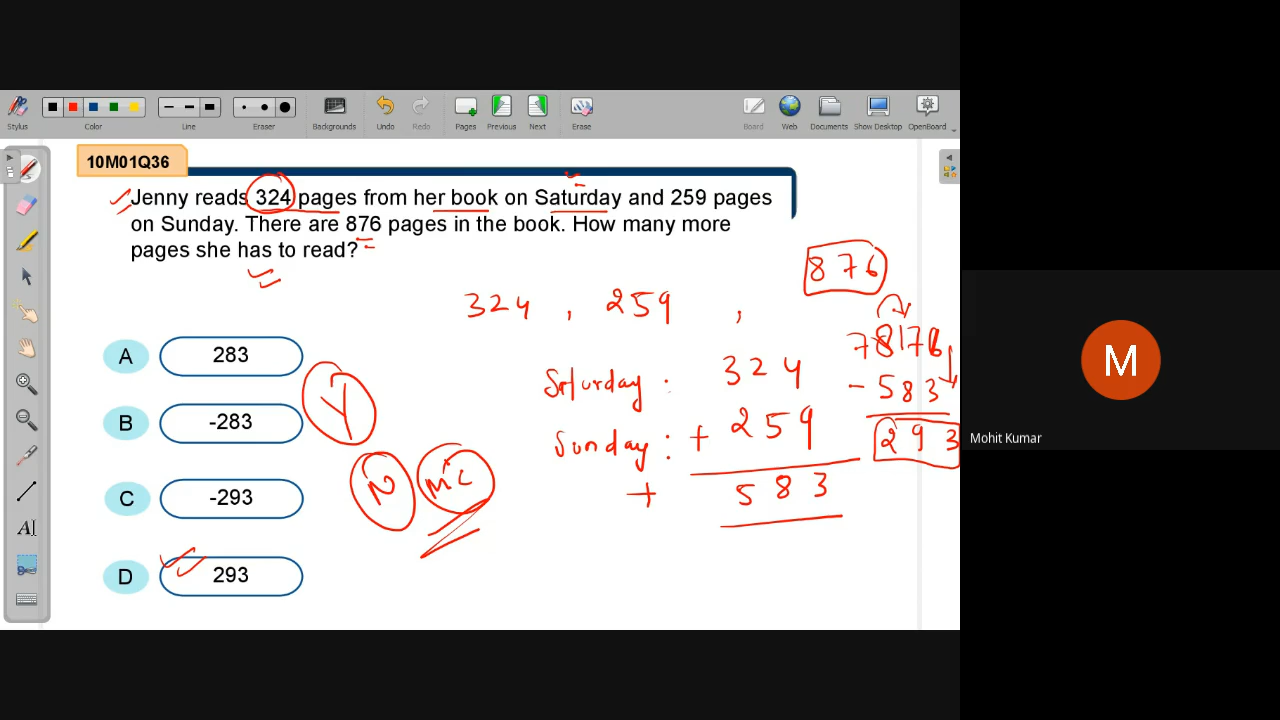 Stylus Color Line Eraser Backgrounds Undo Redo Pages Previous Next Erase Board Web Documents Show Desktop OpenBoard
10M01Q36
Jenny reads 324 pages from her book on Saturday and 259 pages
on Sunday. There are 876 pages in the book. How many more
pages she has to read?
876
324 , 259 ,
A 283
B -283
C -293
D 293
Y
N
MC
Saturday : 324
Sunday : + 259
+ 583
78176
- 583
293
M
Mohit Kumar